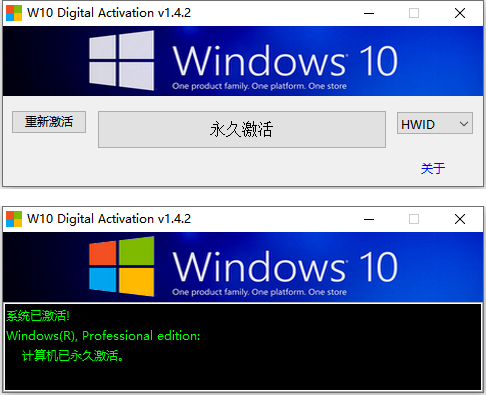 W10 Digital Activation v1.4.2
Windows 10
One product family. One platform. One store
重新激活
永久激活
HWID
关于
W10 Digital Activation v1.4.2
Windows 10
One product family. One platform. One store
系统已激活!
Windows(R), Professional edition:
计算机已永久激活。